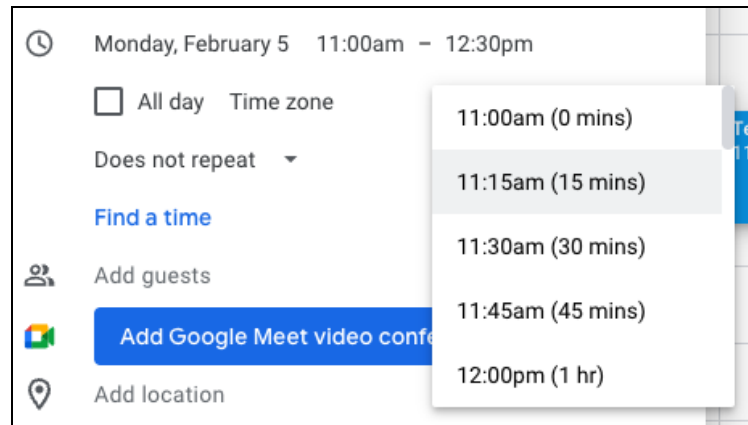 Monday, February 5 11:00am – 12:30pm
All day Time zone
11:00am (0 mins)
Does not repeat
11:15am (15 mins)
Find a time
11:30am (30 mins)
Add guests
11:45am (45 mins)
Add Google Meet video confe
12:00pm (1 hr)
Add location
Te
11